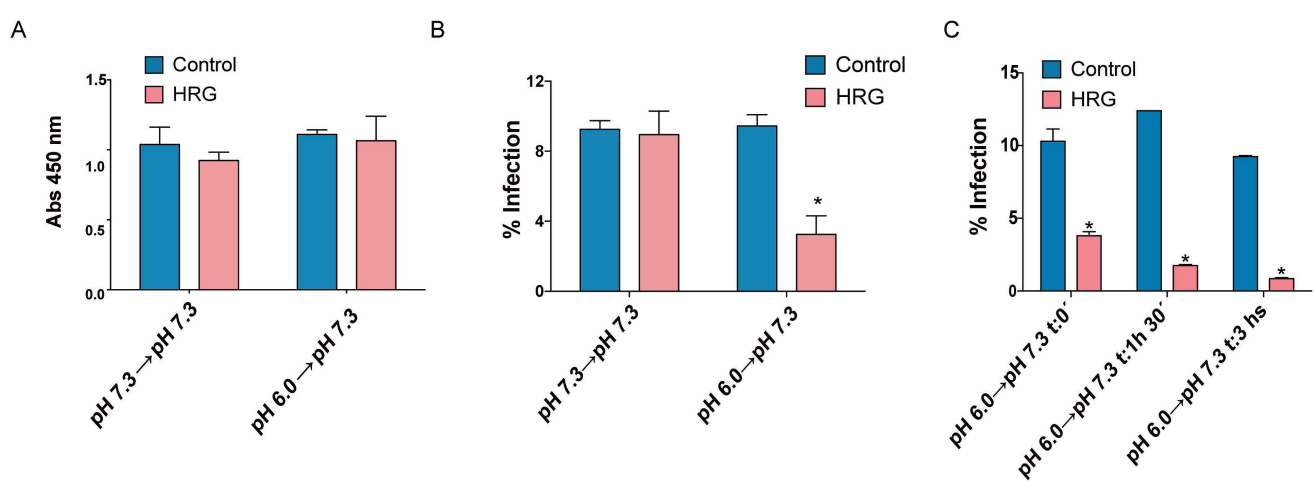 A
Control
HRG
1.5
1.0
0.5
0.0
Abs 450 nm
pH 7.3→pH 7.3
pH 6.0→pH 7.3
B
Control
HRG
12
8
4
0
% Infection
*
pH 7.3→pH 7.3
pH 6.0→pH 7.3
C
Control
HRG
15
10
5
0
% Infection
*
*
*
pH 6.0→pH 7.3 t:0′
pH 6.0→pH 7.3 t:1h 30′
pH 6.0→pH 7.3 t:3 hs